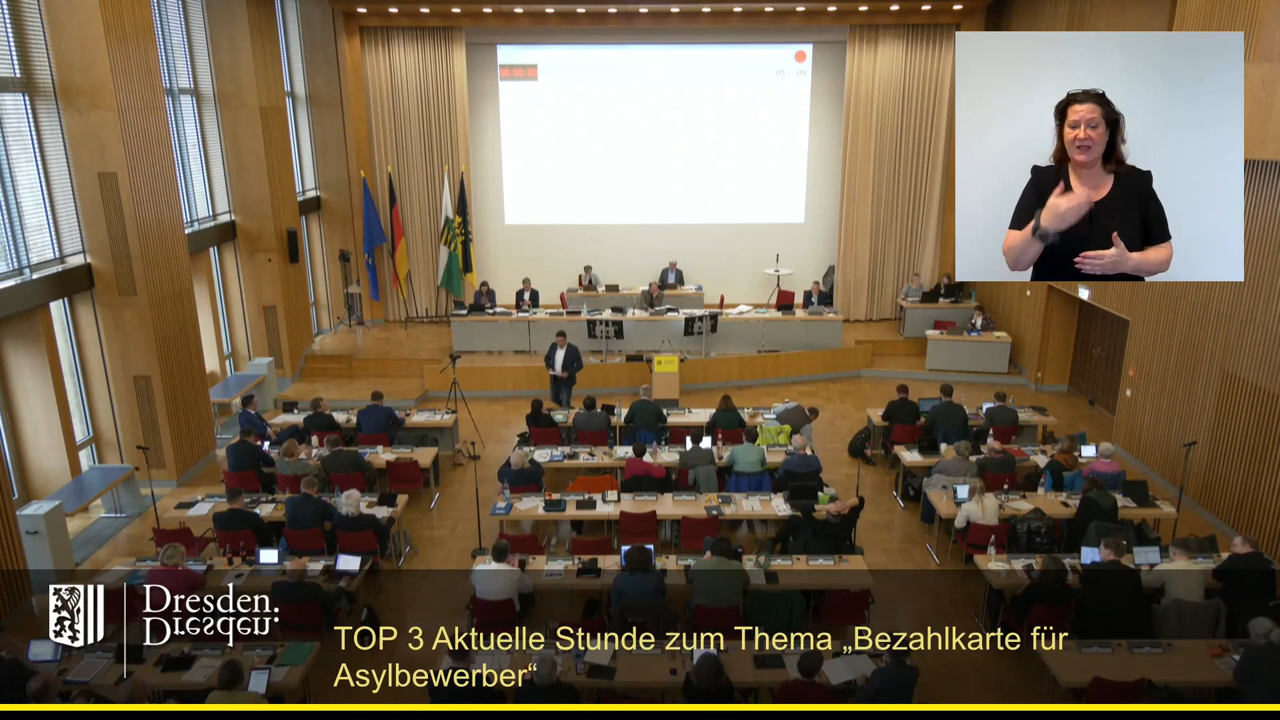 Dresden.
Dresden.
TOP 3 Aktuelle Stunde zum Thema „Bezahlkarte für
Asylbewerber“